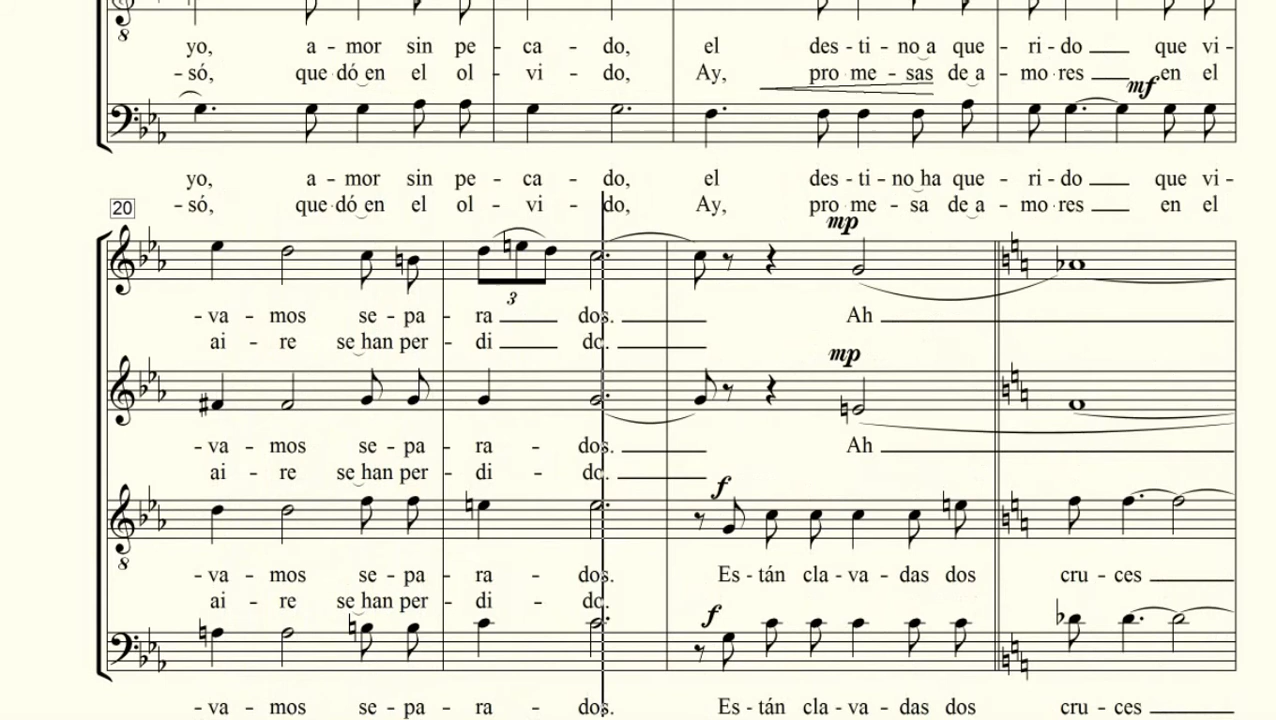 8
yo, a - mor sin pe - ca - do, el des - ti - no a que - ri - do que vi -
- só, que dó en el ol - vi - do, Ay, pro me - sas de a - mo res en el
mf
yo, a - mor sin pe - ca - do, el des - ti - no ha que - ri - do que vi -
- só, que dó en el ol - vi - do, Ay, pro me - sa de a - mo res en el
20
mp
3
- va - mos se - pa - ra dos. Ah
ai - re se han per - di do.
mp
- va - mos se - pa - ra - dos. Ah
ai - re se han per - di - do.
f
8
- va - mos se - pa - ra - dos. Es - tán cla - va - das dos cru - ces
ai - re se han per - di - do.
f
- va - mos se - pa - ra - dos. Es - tán cla - va - das dos cru - ces